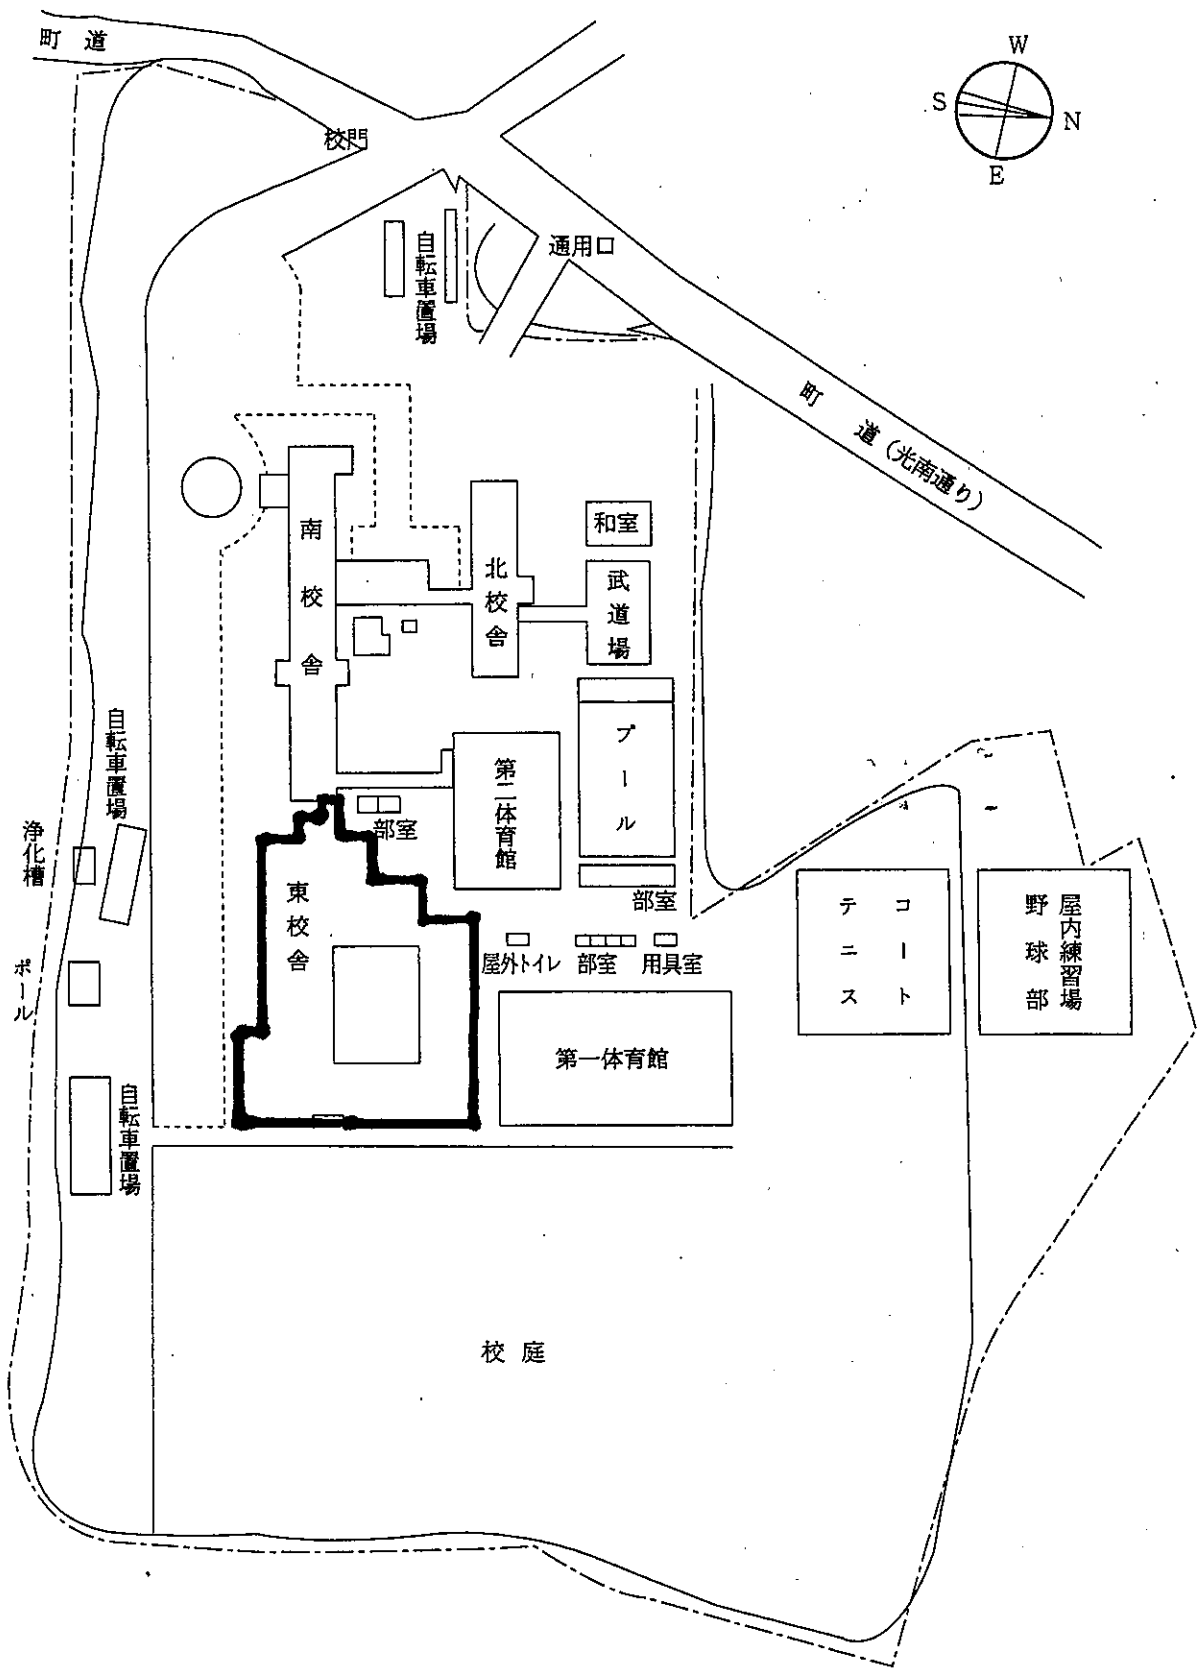 町道
W
S
N
E
校門
自転車置場
通用口
町道(光南通り)
南校舎
北校舎
和室
武道場
プール
第二体育館
自転車置場
部室
浄化槽
東校舎
部室
テニス
コート
野球部
屋内練習場
屋外トイレ
部室
用具室
ポール
第一体育館
自転車置場
校庭